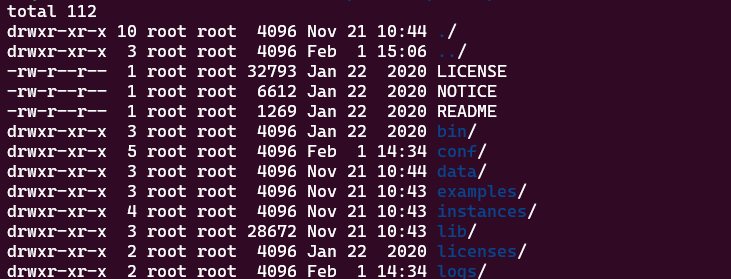 total 112
drwxr-xr-x 10 root root  4096 Nov 21 10:44 ./
drwxr-xr-x  3 root root  4096 Feb  1 15:06 ../
-rw-r--r--  1 root root 32793 Jan 22  2020 LICENSE
-rw-r--r--  1 root root  6612 Jan 22  2020 NOTICE
-rw-r--r--  1 root root  1269 Jan 22  2020 README
drwxr-xr-x  3 root root  4096 Jan 22  2020 bin/
drwxr-xr-x  5 root root  4096 Feb  1 14:34 conf/
drwxr-xr-x  3 root root  4096 Nov 21 10:44 data/
drwxr-xr-x  3 root root  4096 Nov 21 10:43 examples/
drwxr-xr-x  4 root root  4096 Nov 21 10:43 instances/
drwxr-xr-x  3 root root 28672 Nov 21 10:43 lib/
drwxr-xr-x  2 root root  4096 Jan 22  2020 licenses/
drwxr-xr-x  2 root root  4096 Feb  1 14:34 logs/